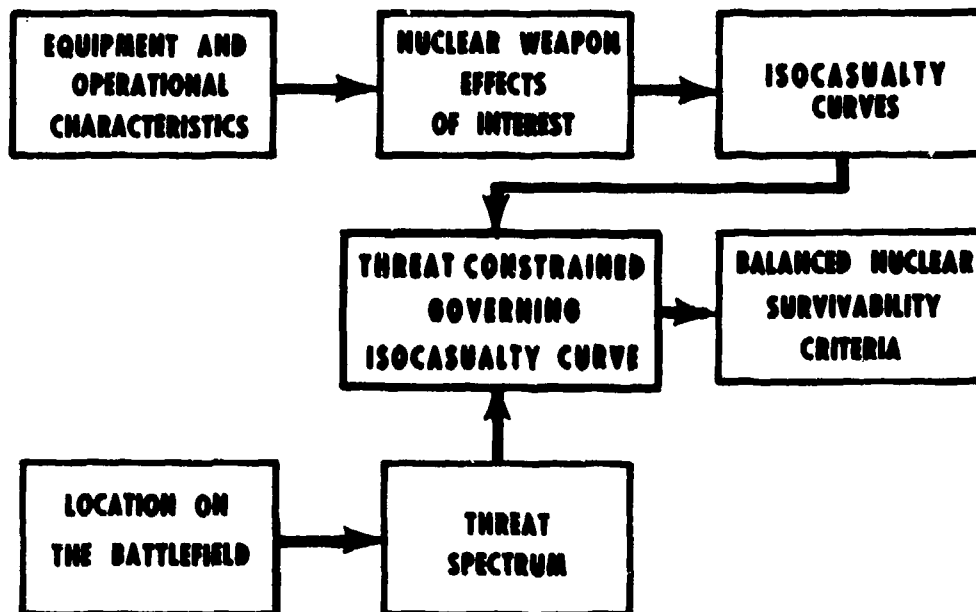 EQUIPMENT AND
OPERATIONAL
CHARACTERISTICS
NUCLEAR WEAPON
EFFECTS
OF INTEREST
ISOCASUALTY
CURVES
THREAT CONSTRAINED
GOVERNING
ISOCASUALTY CURVE
BALANCED NUCLEAR
SURVIVABILITY
CRITERIA
LOCATION ON
THE BATTLEFIELD
THREAT
SPECTRUM